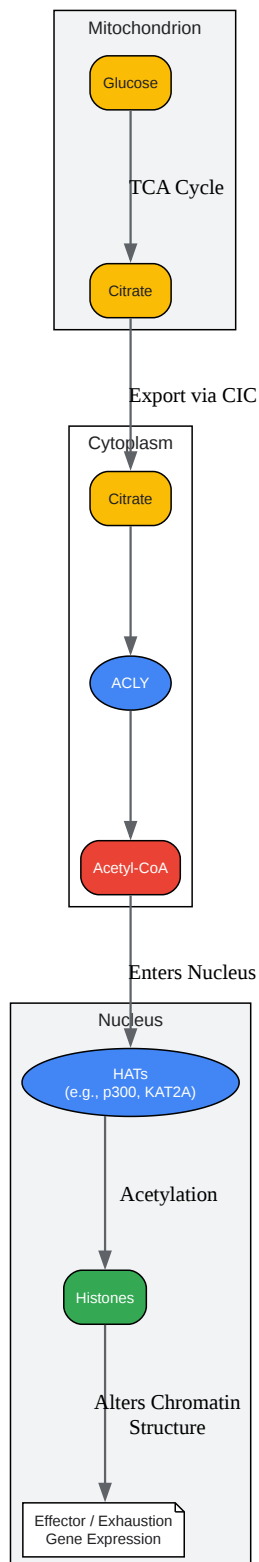 Mitochondrion
Glucose
TCA Cycle
Citrate
Export via CIC
Cytoplasm
Citrate
ACLY
Acetyl-CoA
Enters Nucleus
Nucleus
HATs
(e.g., p300, KAT2A)
Acetylation
Histones
Alters Chromatin
Structure
Effector / Exhaustion
Gene Expression